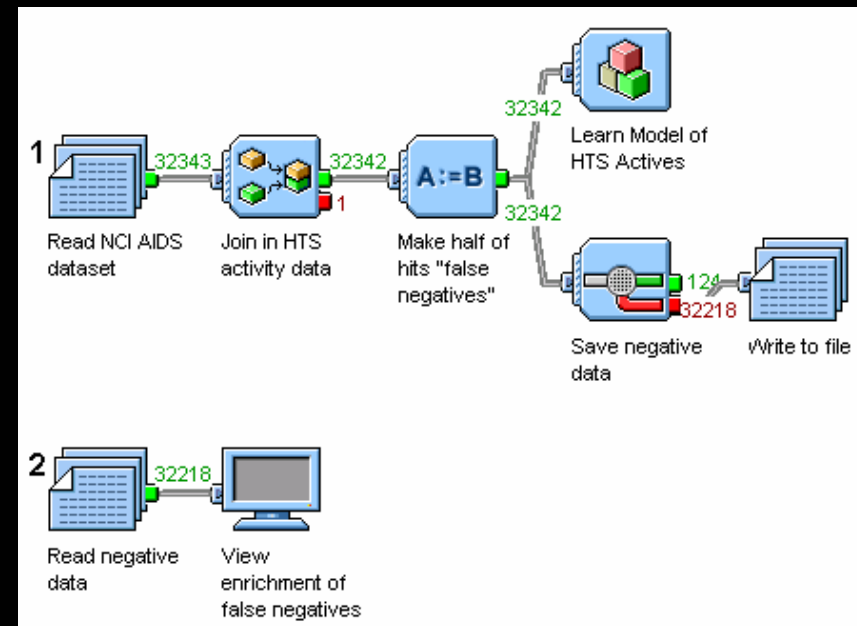 1
32343
32342
1
A:=B
32342
32342
Read NCI AIDS
dataset
Join in HTS
activity data
Make half of
hits "false
negatives"
Learn Model of
HTS Actives
124
32218
Save negative
data
Write to file
2
32218
Read negative
data
View
enrichment of
false negatives